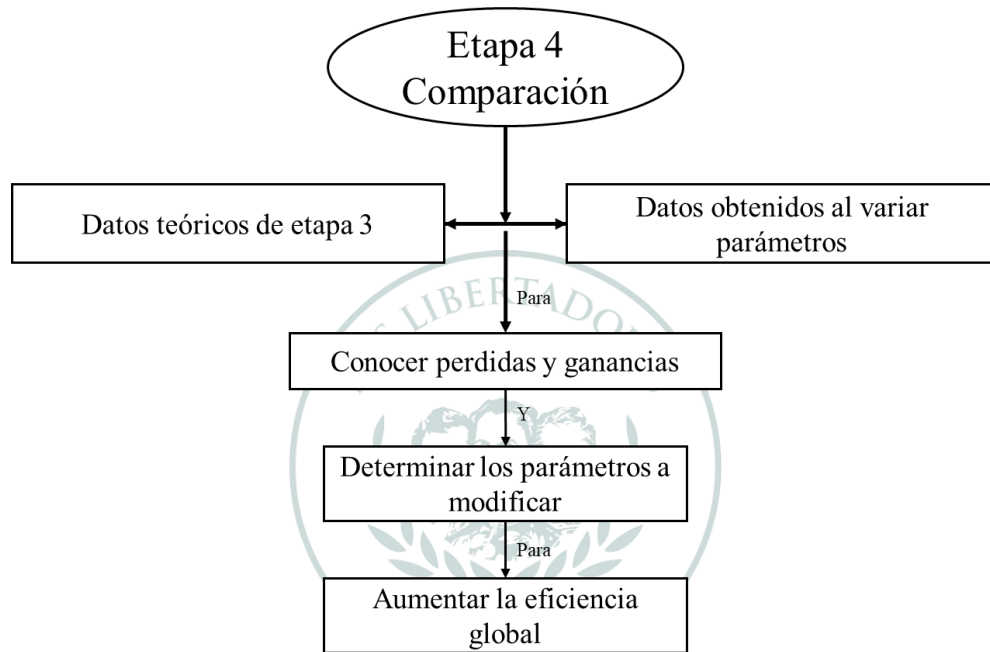 Etapa 4
Comparación
Datos teóricos de etapa 3
Datos obtenidos al variar
parámetros
Para
LIBERTADO
Conocer perdidas y ganancias
Y
Determinar los parámetros a
modificar
Para
Aumentar la eficiencia
global